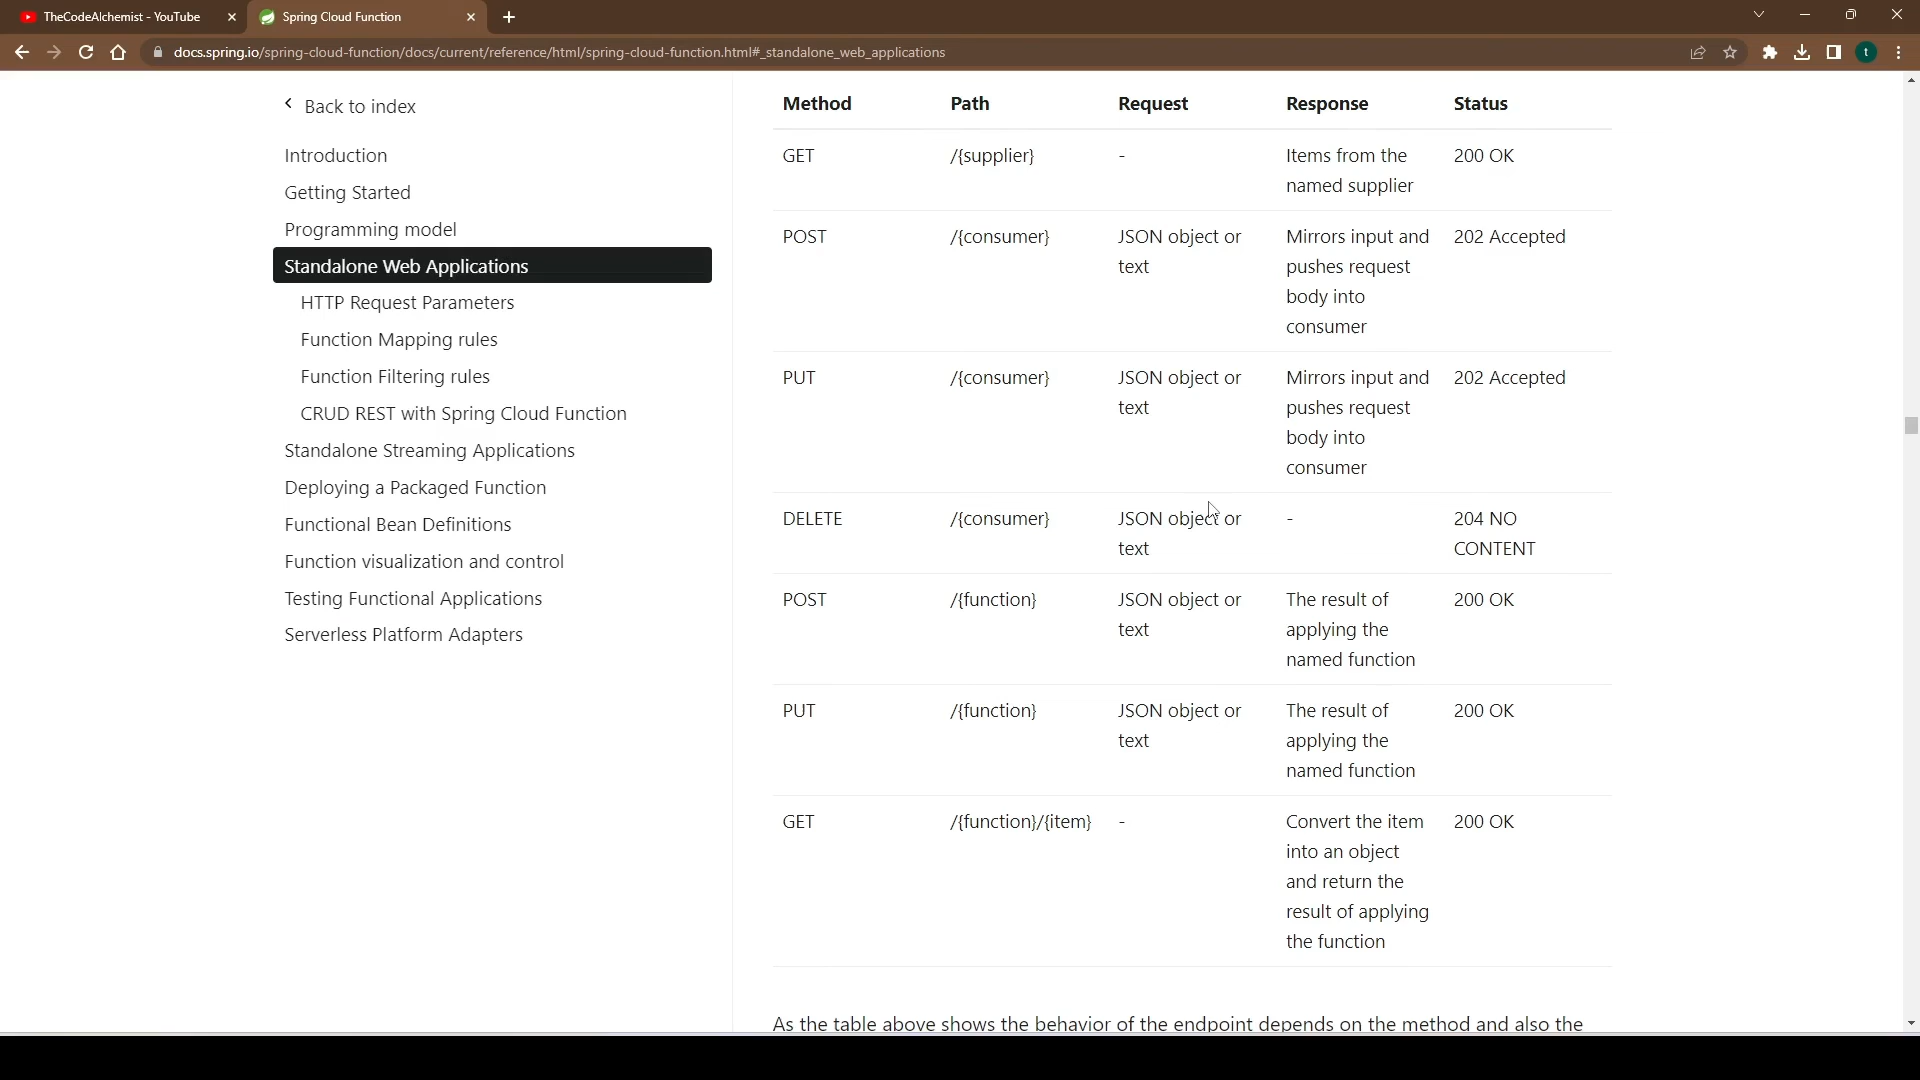 TheCodeAlchemist - YouTube
Spring Cloud Function
docs.spring.io/spring-cloud-function/docs/current/reference/html/spring-cloud-function.html#_standalone_web_applications
t
Back to index
Introduction
Getting Started
Programming model
Standalone Web Applications
HTTP Request Parameters
Function Mapping rules
Function Filtering rules
CRUD REST with Spring Cloud Function
Standalone Streaming Applications
Deploying a Packaged Function
Functional Bean Definitions
Function visualization and control
Testing Functional Applications
Serverless Platform Adapters
Method Path Request Response Status
GET /{supplier} - Items from the 200 OK
named supplier
POST /{consumer} JSON object or Mirrors input and 202 Accepted
text pushes request
body into
consumer
PUT /{consumer} JSON object or Mirrors input and 202 Accepted
text pushes request
body into
consumer
DELETE /{consumer} JSON object or - 204 NO
text CONTENT
POST /{function} JSON object or The result of 200 OK
text applying the
named function
PUT /{function} JSON object or The result of 200 OK
text applying the
named function
GET /{function}/{item} - Convert the item 200 OK
into an object
and return the
result of applying
the function
As the table above shows the behavior of the endpoint depends on the method and also the